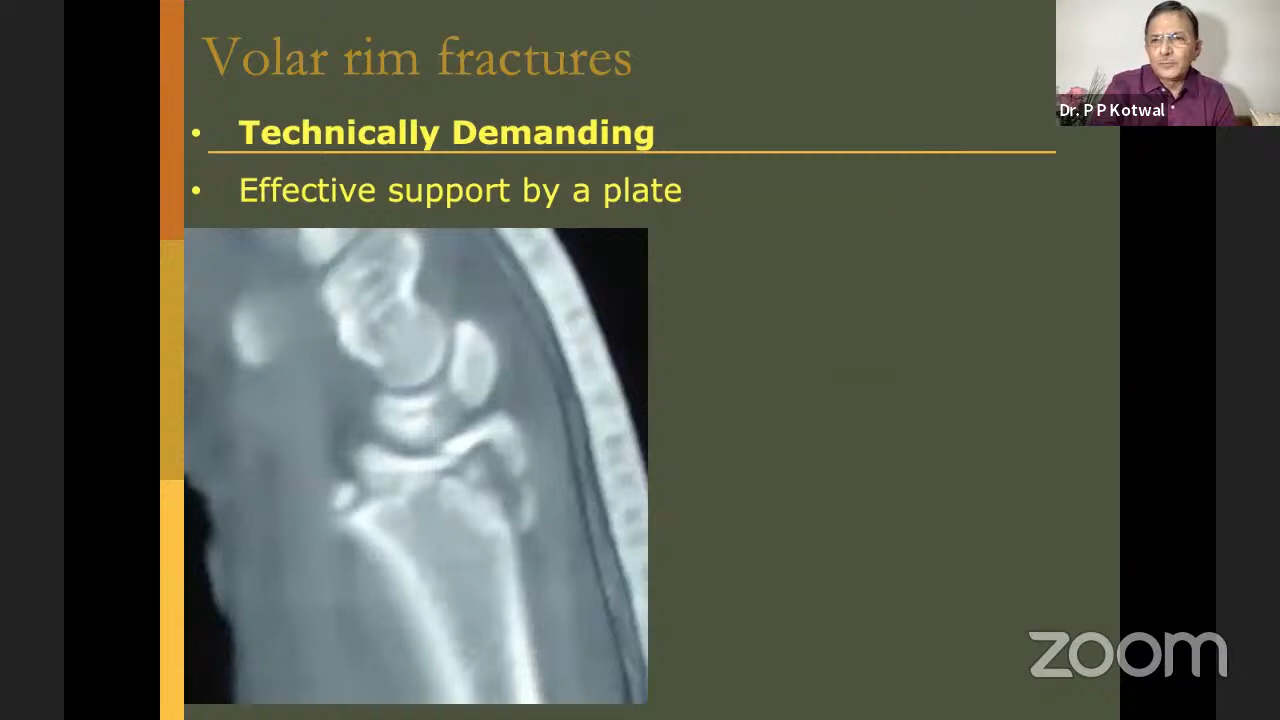 Volar rim fractures
Dr. P P Kotwal
• Technically Demanding
• Effective support by a plate
zoom